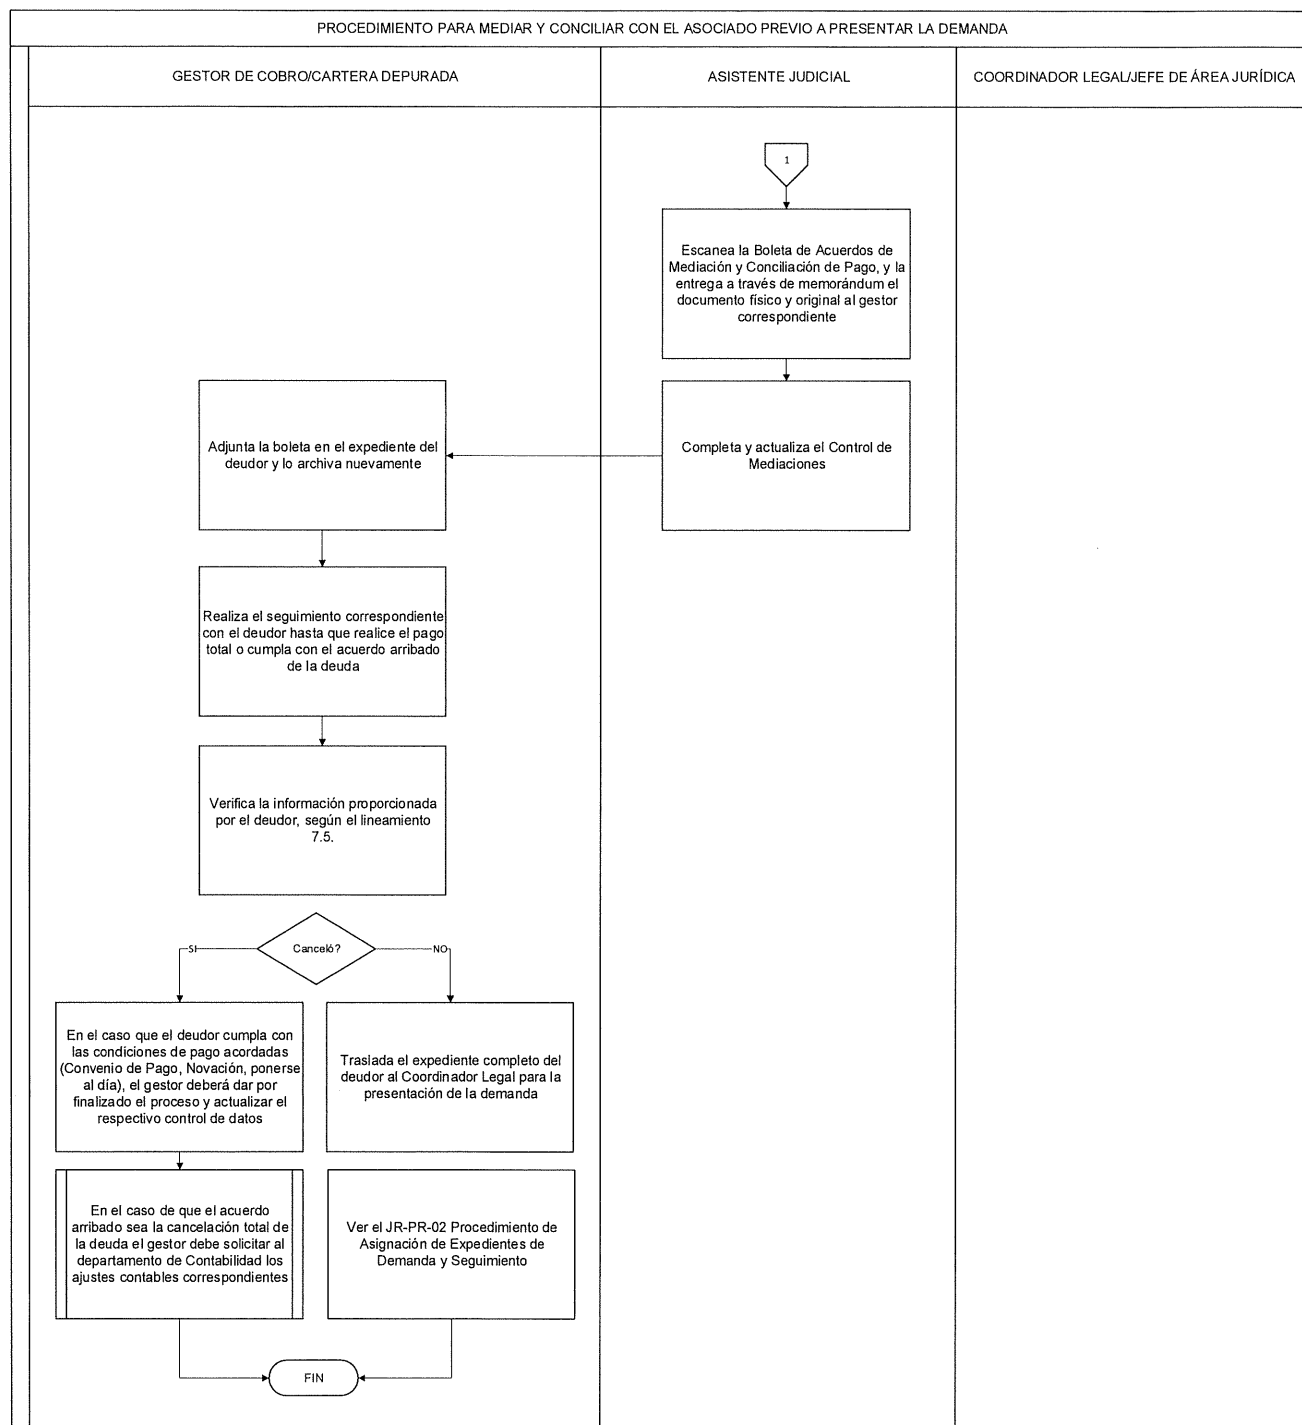 PROCEDIMIENTO PARA MEDIAR Y CONCILIAR CON EL ASOCIADO PREVIO A PRESENTAR LA DEMANDA
GESTOR DE COBRO/CARTERA DEPURADA
ASISTENTE JUDICIAL
COORDINADOR LEGAL/JEFE DE ÁREA JURÍDICA
1
Escanea la Boleta de Acuerdos de
Mediación y Conciliación de Pago, y la
entrega a través de memorándum el
documento físico y original al gestor
correspondiente
Completa y actualiza el Control de
Mediaciones
Adjunta la boleta en el expediente del
deudor y lo archiva nuevamente
Realiza el seguimiento correspondiente
con el deudor hasta que realice el pago
total o cumpla con el acuerdo arribado
de la deuda
Verifica la información proporcionada
por el deudor, según el lineamiento
7.5.
Canceló?
SI
NO
En el caso que el deudor cumpla con
las condiciones de pago acordadas
(Convenio de Pago, Novación, ponerse
al día), el gestor deberá dar por
finalizado el proceso y actualizar el
respectivo control de datos
Traslada el expediente completo del
deudor al Coordinador Legal para la
presentación de la demanda
En el caso de que el acuerdo
arribado sea la cancelación total de
la deuda el gestor debe solicitar al
departamento de Contabilidad los
ajustes contables correspondientes
Ver el JR-PR-02 Procedimiento de
Asignación de Expedientes de
Demanda y Seguimiento
FIN